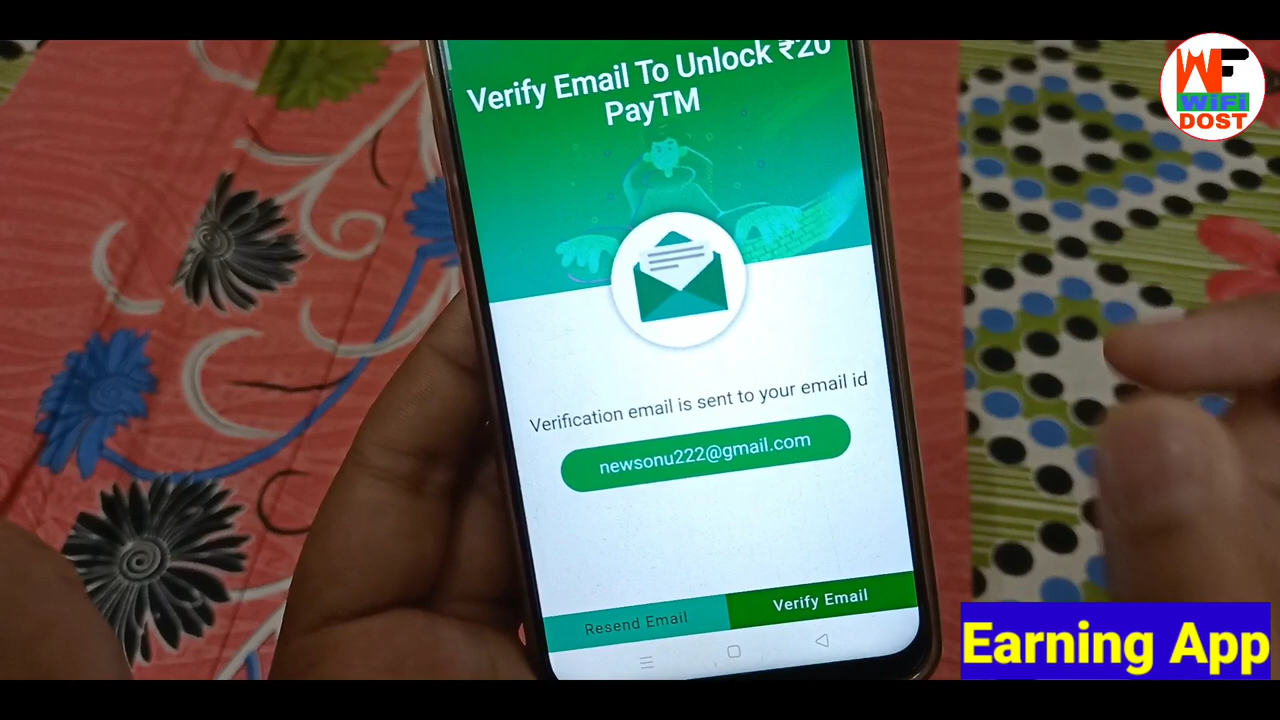 Verify Email To Unlock ₹20
PayTM
Verification email is sent to your email id
newsonu222@gmail.com
Resend Email
Verify Email
WF
WiFi
DOST
Earning App